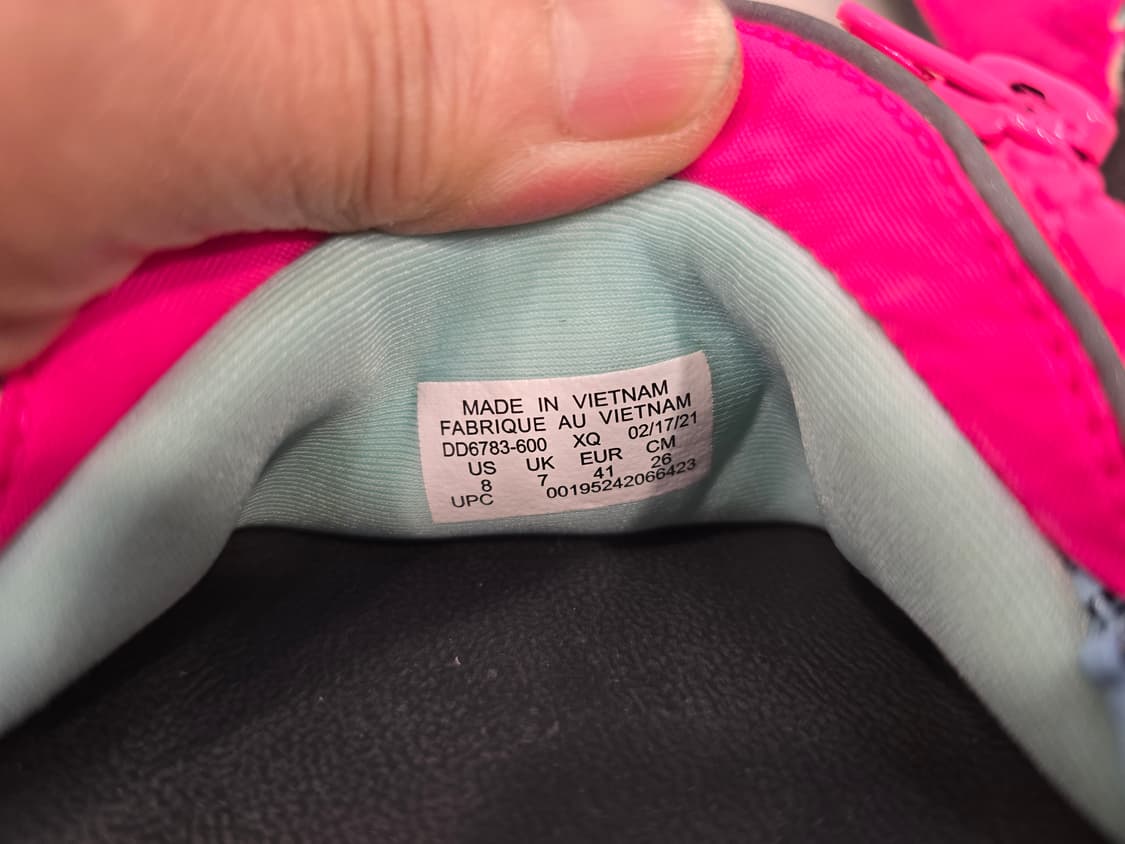 MADE IN VIETNAM
FABRIQUE AU VIETNAM
DD6783-600 XQ 02/17/21
US UK EUR CM
8 7 41 26
UPC 00195242066423